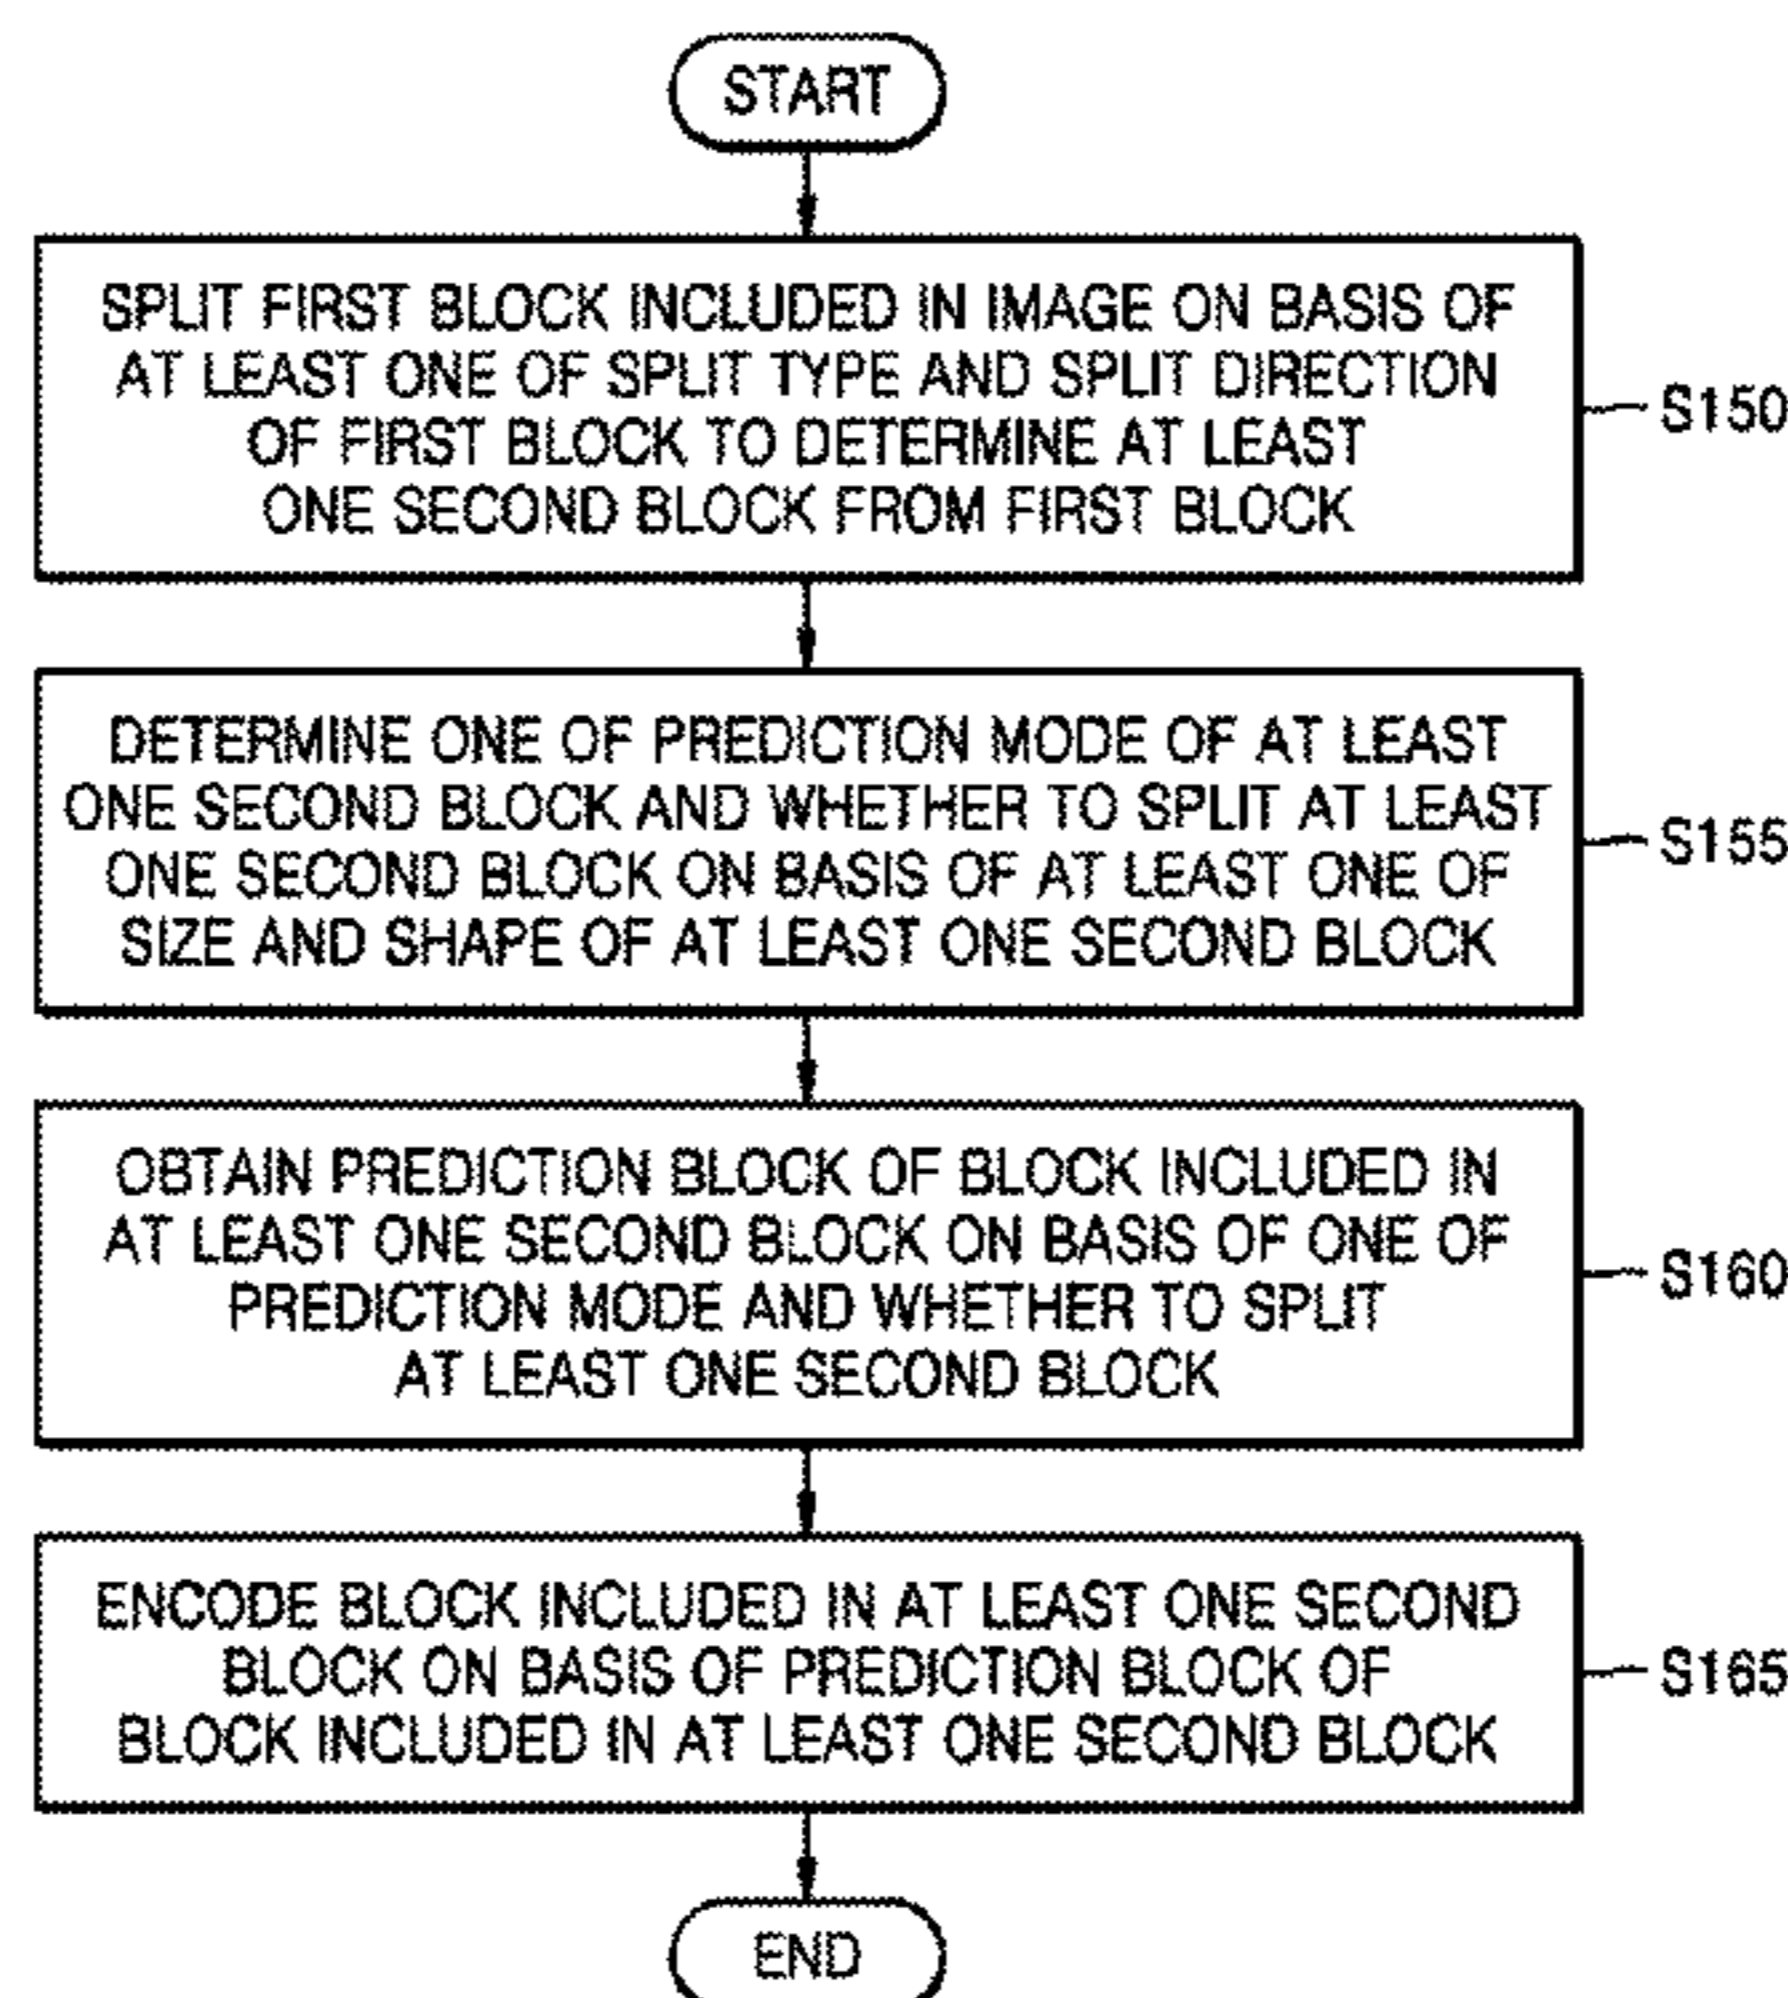 START
SPLIT FIRST BLOCK INCLUDED IN IMAGE ON BASIS OF
AT LEAST ONE OF SPLIT TYPE AND SPLIT DIRECTION
OF FIRST BLOCK TO DETERMINE AT LEAST
ONE SECOND BLOCK FROM FIRST BLOCK
S150
DETERMINE ONE OF PREDICTION MODE OF AT LEAST
ONE SECOND BLOCK AND WHETHER TO SPLIT AT LEAST
ONE SECOND BLOCK ON BASIS OF AT LEAST ONE OF
SIZE AND SHAPE OF AT LEAST ONE SECOND BLOCK
S155
OBTAIN PREDICTION BLOCK OF BLOCK INCLUDED IN
AT LEAST ONE SECOND BLOCK ON BASIS OF ONE OF
PREDICTION MODE AND WHETHER TO SPLIT
AT LEAST ONE SECOND BLOCK
S160
ENCODE BLOCK INCLUDED IN AT LEAST ONE SECOND
BLOCK ON BASIS OF PREDICTION BLOCK OF
BLOCK INCLUDED IN AT LEAST ONE SECOND BLOCK
S165
END